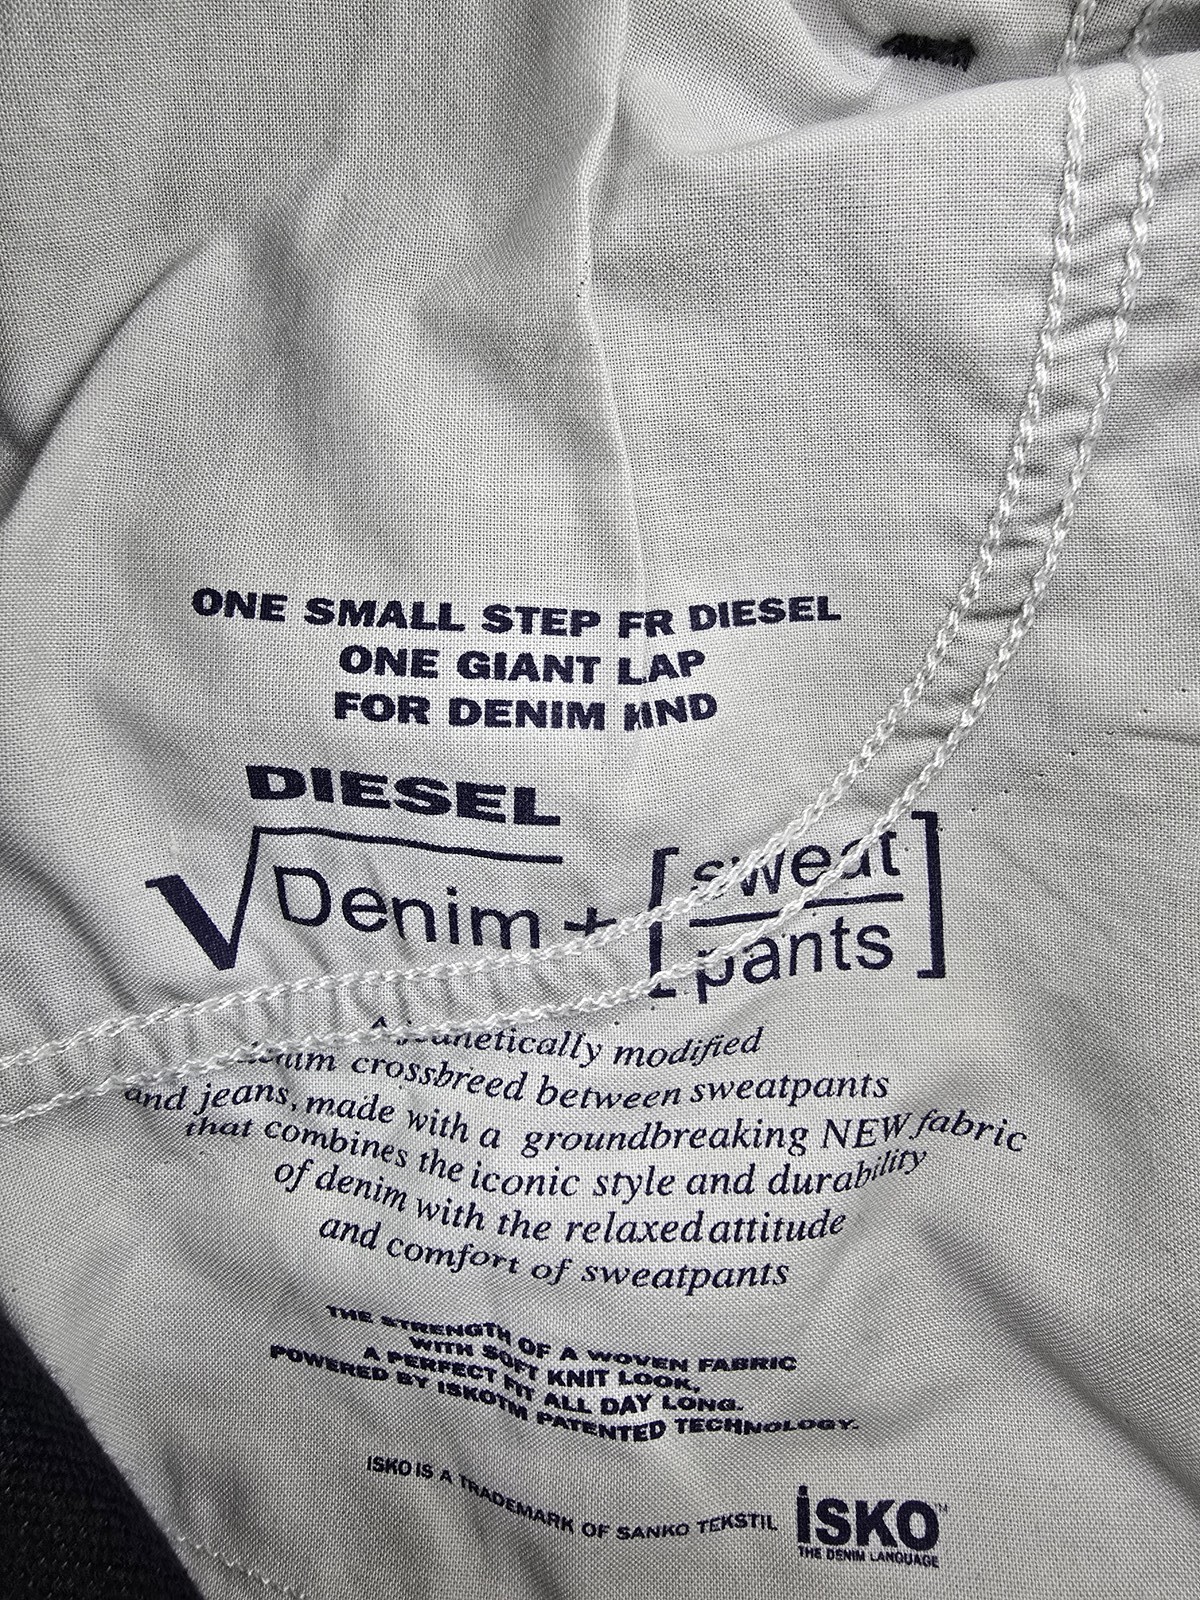 ONE SMALL STEP FR DIESEL
ONE GIANT LAP
FOR DENIM KIND
DIESEL
√Denim + [sweat
pants]
A jeanetically modified
denim crossbreed between sweatpants
and jeans, made with a groundbreaking NEW fabric
that combines the iconic style and durability
of denim with the relaxed attitude
and comfort of sweatpants
THE STRENGTH OF A WOVEN FABRIC
WITH SOFT KNIT LOOK,
A PERFECT FIT ALL DAY LONG.
POWERED BY ISKOTM PATENTED TECHNOLOGY.
ISKO IS A TRADEMARK OF SANKO TEKSTIL
İSKO™
THE DENIM LANGUAGE